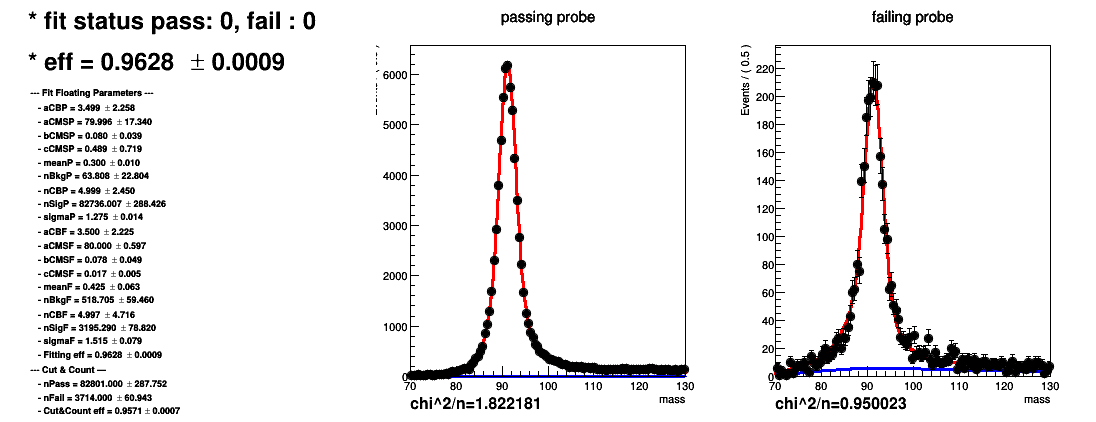 * fit status pass: 0, fail : 0
* eff = 0.9628 ± 0.0009
--- Fit Floating Parameters ---
- aCBP = 3.499 ± 2.258
- aCMSP = 79.996 ± 17.340
- bCMSP = 0.080 ± 0.039
- cCMSP = 0.489 ± 0.719
- meanP = 0.300 ± 0.010
- nBkgP = 63.808 ± 22.804
- nCBP = 4.999 ± 2.450
- nSigP = 82736.007 ± 288.426
- sigmaP = 1.275 ± 0.014
- aCBF = 3.500 ± 2.225
- aCMSF = 80.000 ± 0.597
- bCMSF = 0.078 ± 0.049
- cCMSF = 0.017 ± 0.005
- meanF = 0.425 ± 0.063
- nBkgF = 518.705 ± 59.460
- nCBF = 4.997 ± 4.716
- nSigF = 3195.290 ± 78.820
- sigmaF = 1.515 ± 0.079
- Fitting eff = 0.9628 ± 0.0009
--- Cut & Count ---
- nPass = 82801.000 ± 287.752
- nFail = 3714.000 ± 60.943
- Cut&Count eff = 0.9571 ± 0.0007
passing probe
6000
5000
4000
3000
2000
1000
0
70 80 90 100 110 120 130
mass
chi^2/n=1.822181
failing probe
Events / ( 0.5 )
220
200
180
160
140
120
100
80
60
40
20
0
70 80 90 100 110 120 130
mass
chi^2/n=0.950023